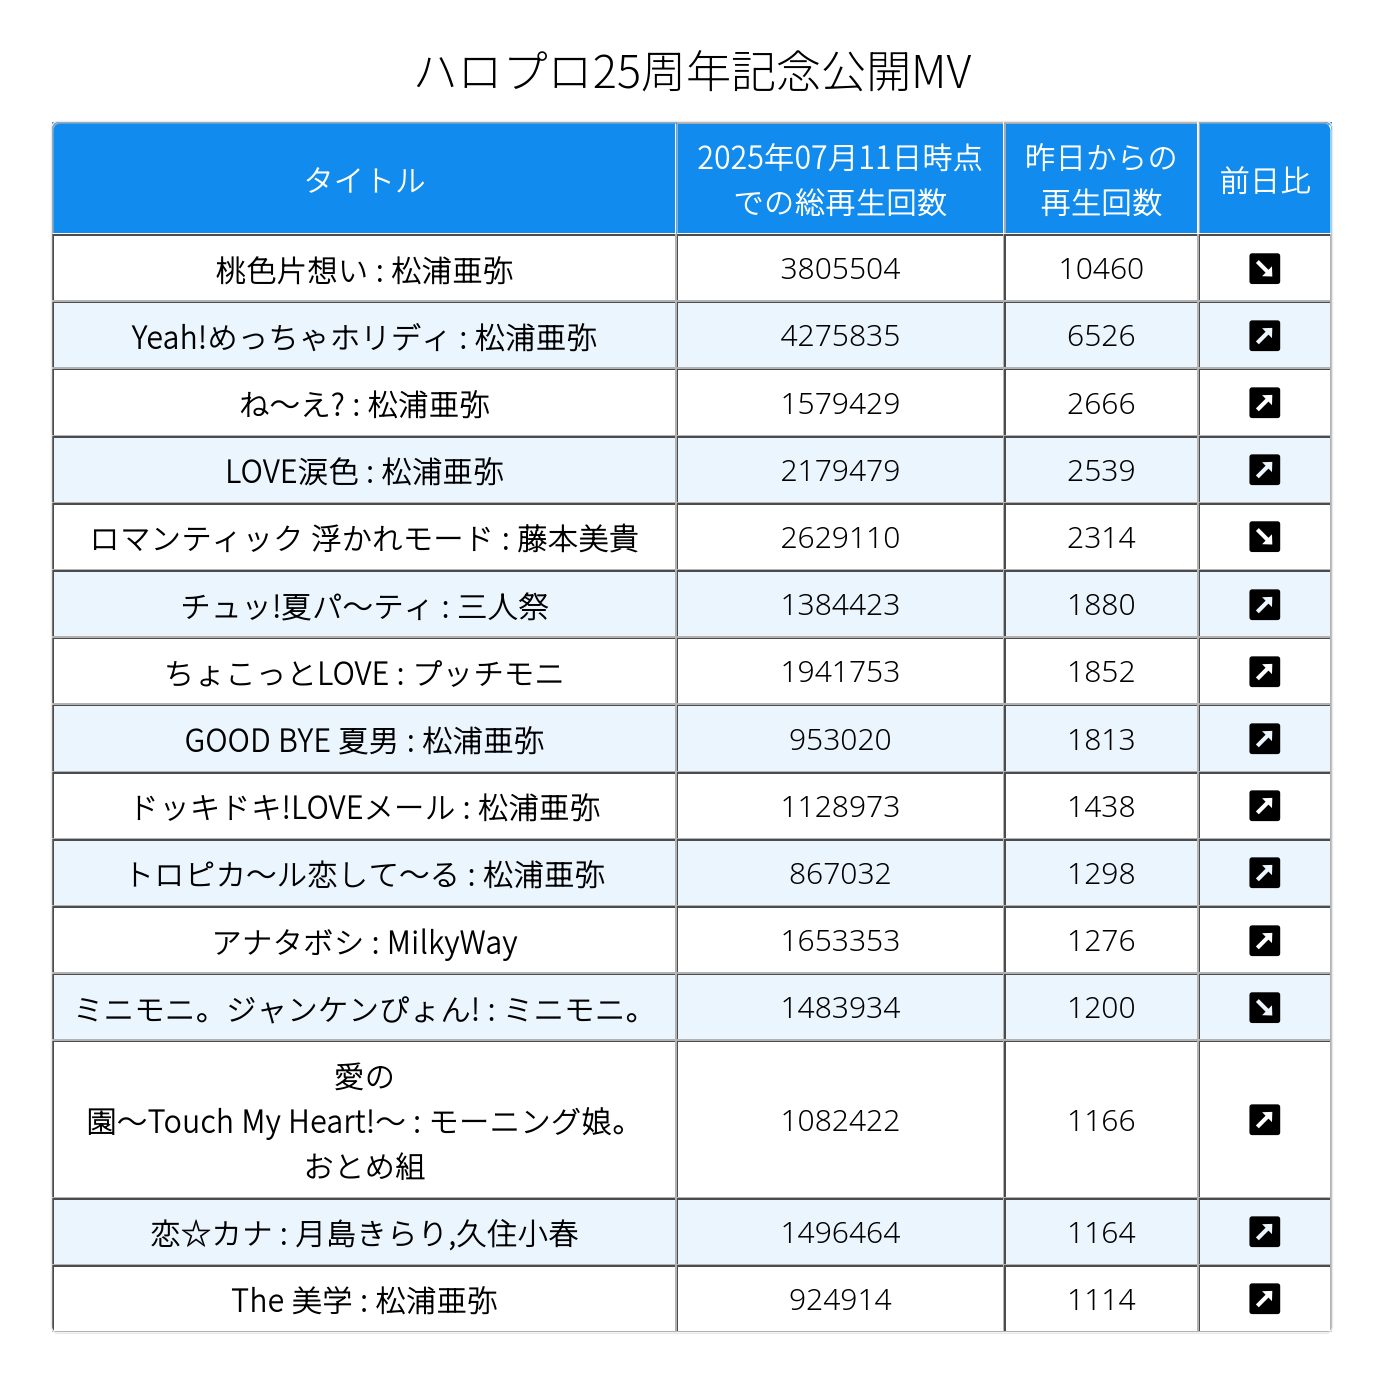 ハロプロ25周年記念公開MV
タイトル
2025年07月11日時点
での総再生回数
昨日からの
再生回数
前日比
桃色片想い : 松浦亜弥 3805504 10460 ↘
Yeah!めっちゃホリディ : 松浦亜弥 4275835 6526 ↗
ね〜え? : 松浦亜弥 1579429 2666 ↗
LOVE涙色 : 松浦亜弥 2179479 2539 ↗
ロマンティック 浮かれモード : 藤本美貴 2629110 2314 ↘
チュッ!夏パ〜ティ : 三人祭 1384423 1880 ↗
ちょこっとLOVE : プッチモニ 1941753 1852 ↗
GOOD BYE 夏男 : 松浦亜弥 953020 1813 ↗
ドッキドキ!LOVEメール : 松浦亜弥 1128973 1438 ↗
トロピカ〜ル恋して〜る : 松浦亜弥 867032 1298 ↗
アナタボシ : MilkyWay 1653353 1276 ↗
ミニモニ。ジャンケンぴょん! : ミニモニ。 1483934 1200 ↘
愛の
園〜Touch My Heart!〜 : モーニング娘。
おとめ組
1082422 1166 ↗
恋☆カナ : 月島きらり,久住小春 1496464 1164 ↗
The 美学 : 松浦亜弥 924914 1114 ↗